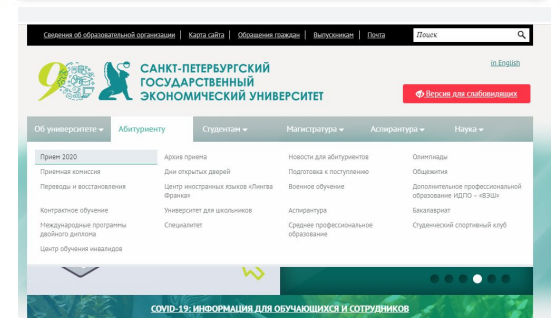 Сведения об образовательной организации | Карта сайта | Обращения граждан | Выпускникам | Почта Поиск
90
САНКТ-ПЕТЕРБУРГСКИЙ
ГОСУДАРСТВЕННЫЙ
ЭКОНОМИЧЕСКИЙ УНИВЕРСИТЕТ
in English
Версия для слабовидящих
Об университете Абитуриенту Студентам Магистратура Аспирантура Наука
Прием 2020 Архив приема Новости для абитуриентов Олимпиады
Приемная комиссия Дни открытых дверей Подготовка к поступлению Общежития
Переводы и восстановления Центр иностранных языков «Лингва Военное обучение Дополнительное профессиональное
Франка» образование ИДПО – «ВЭШ»
Контрактное обучение Университет для школьников Аспирантура Бакалавриат
Международные программы Специалитет Среднее профессиональное Студенческий спортивный клуб
двойного диплома образование
Центр обучения инвалидов
COVID-19: ИНФОРМАЦИЯ ДЛЯ ОБУЧАЮЩИХСЯ И СОТРУДНИКОВ